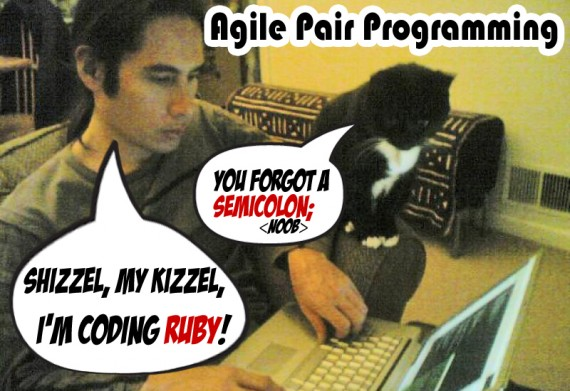 Agile Pair Programming
YOU FORGOT A
SEMICOLON;
<NOOB>
SHIZZEL, MY KIZZEL,
I'M CODING RUBY!